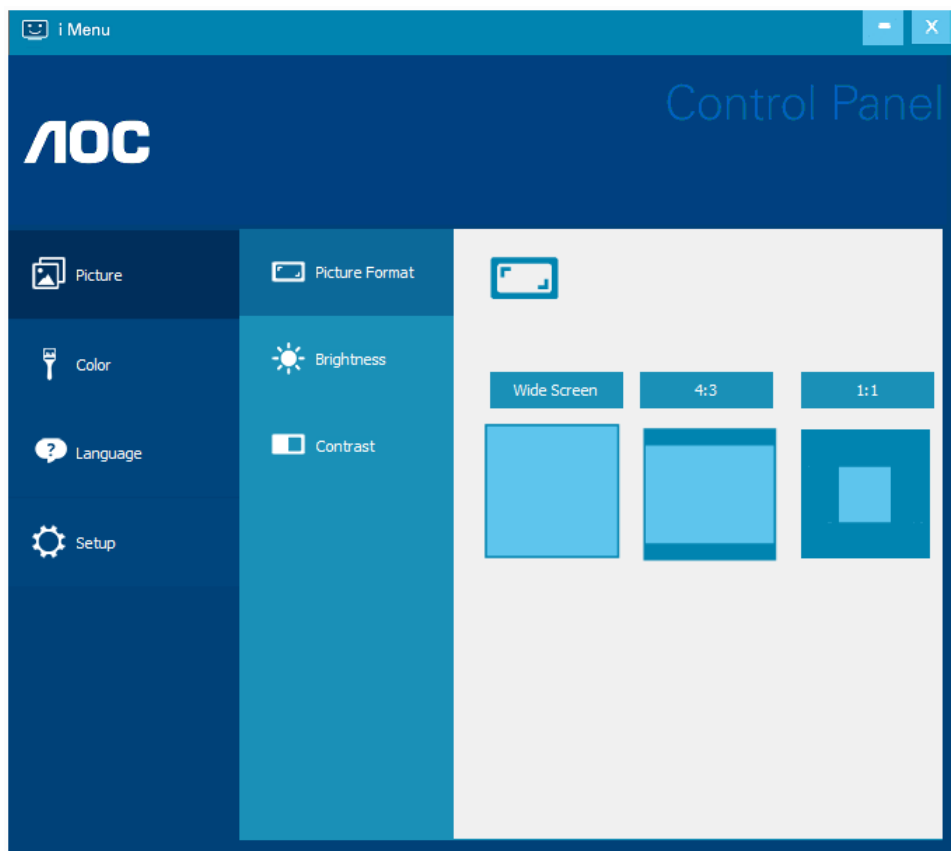 i Menu
X
Control Panel
AOC
Picture
Color
Language
Setup
Picture Format
Brightness
Contrast
Wide Screen
4:3
1:1